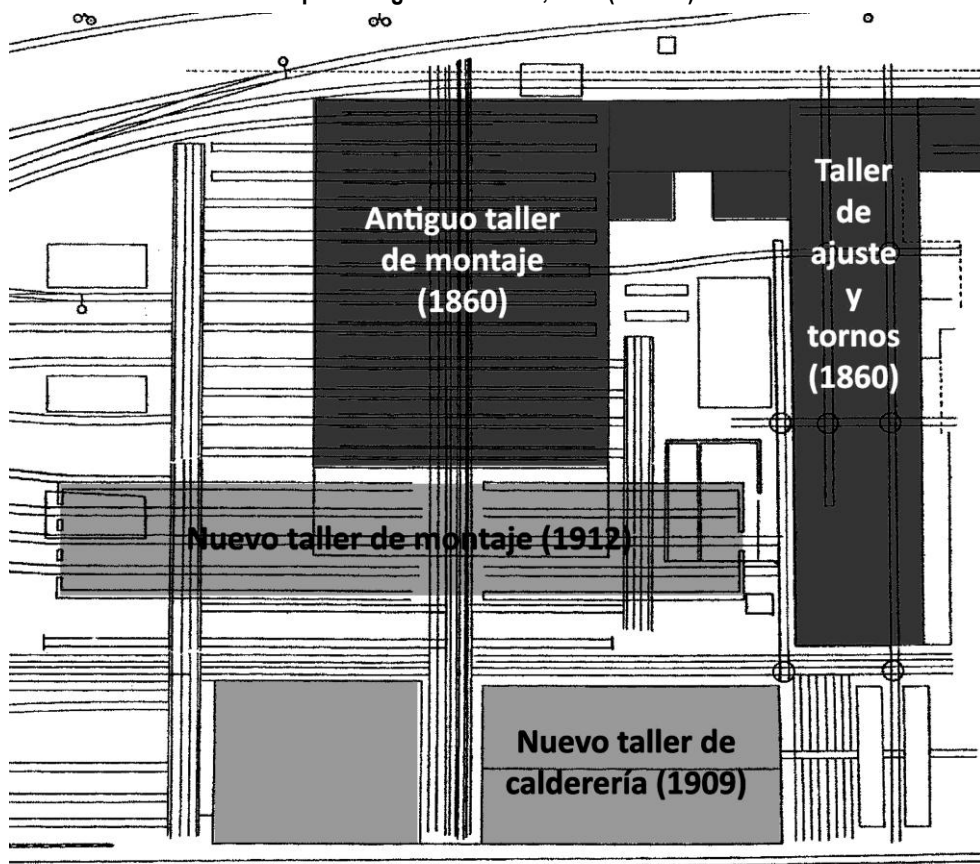 Antiguo taller
de montaje
(1860)
Taller
de
ajuste
y
tornos
(1860)
Nuevo taller de montaje (1912)
Nuevo taller de
calderería (1909)